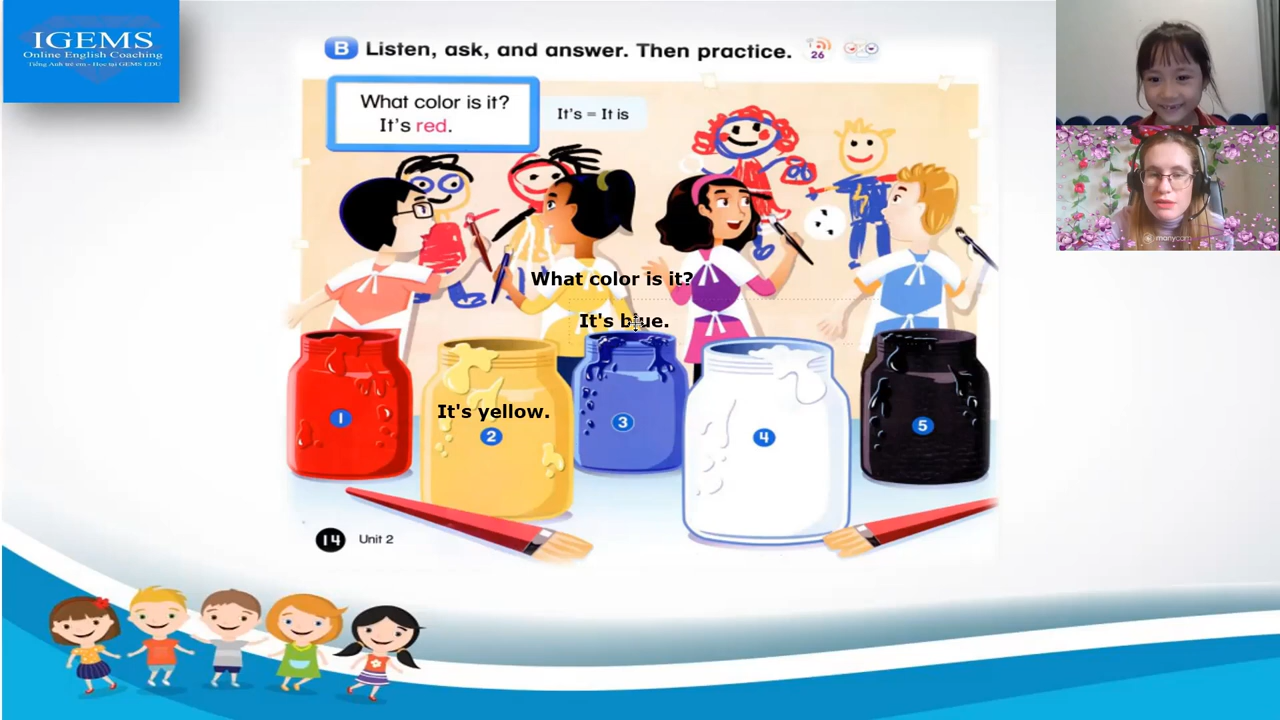 IGEMS
Online English Coaching
Tiếng Anh trẻ em - Học tại GEMS EDU
B Listen, ask, and answer. Then practice.
26
What color is it?
It's red.
It's = It is
What color is it?
It's blue.
It's yellow.
1
2
3
4
5
14 Unit 2
manycam